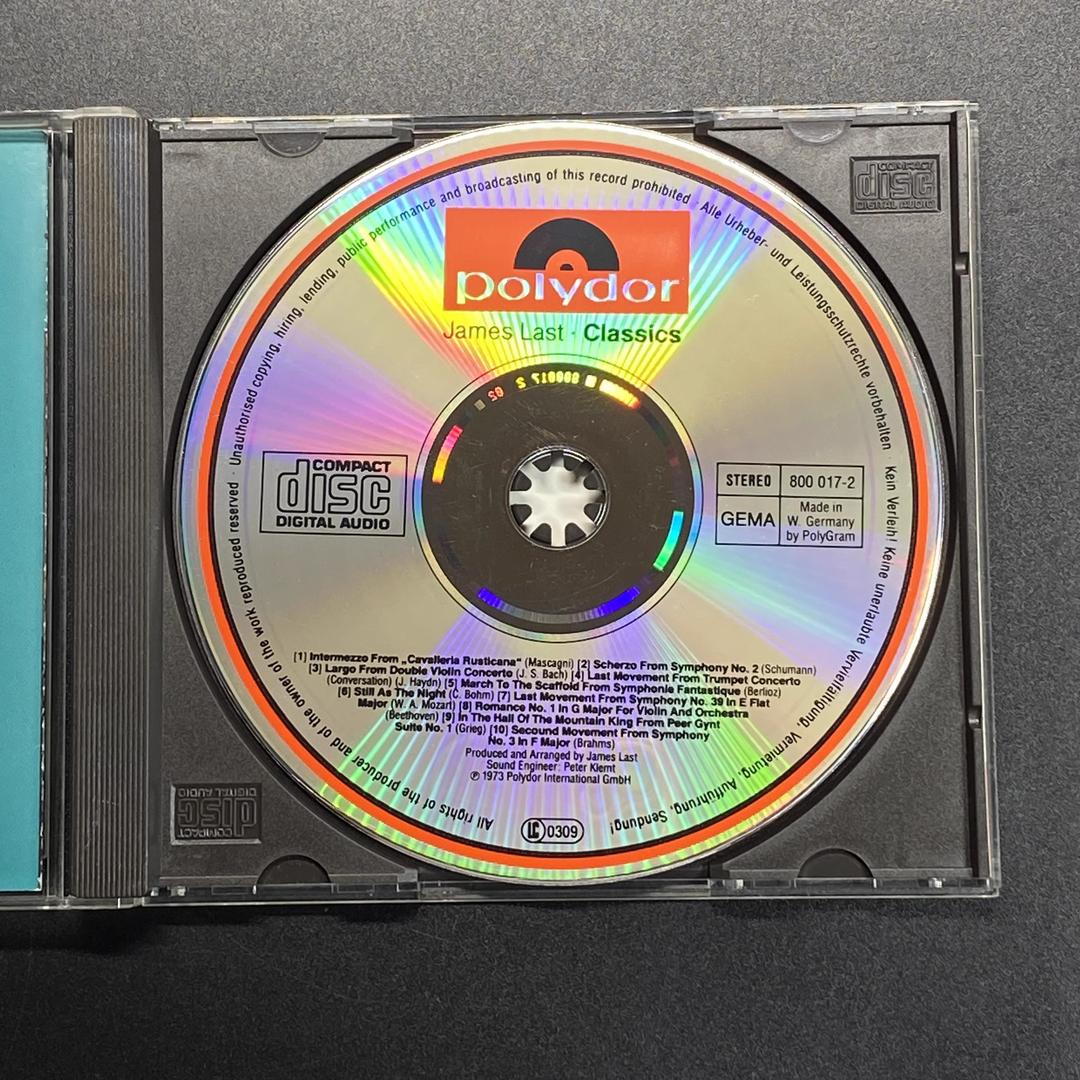 Unauthorised copying, hiring, lending, public performance and broadcasting of this record prohibited · Alle Urheber- und Leistungsschutzrechte vorbehalten · Kein Verleih! Keine unerlaubte Vervielfältigung, Vermietung, Aufführung, Sendung!
All rights of the producer and of the owner of the work reproduced reserved ·
polydor
James Last · Classics
COMPACT
disc
DIGITAL AUDIO
STEREO
800 017-2
GEMA
Made in
W. Germany
by PolyGram
[1] Intermezzo From „Cavalleria Rusticana“ (Mascagni) [2] Scherzo From Symphony No. 2 (Schumann)
[3] Largo From Double Violin Concerto (J. S. Bach) [4] Last Movement From Trumpet Concerto
(Conversation) (J. Haydn) [5] March To The Scaffold From Symphonie Fantastique (Berlioz)
[6] Still As The Night (C. Bohm) [7] Last Movement From Symphony No. 39 In E Flat
Major (W. A. Mozart) [8] Romance No. 1 In G Major For Violin And Orchestra
(Beethoven) [9] In The Hall Of The Mountain King From Peer Gynt
Suite No. 1 (Grieg) [10] Secound Movement From Symphony
No. 3 In F Major (Brahms)
Produced and Arranged by James Last
Sound Engineer: Peter Klemt
℗ 1973 Polydor International GmbH
LC 0309
COMPACT
disc
DIGITAL AUDIO
COMPACT
disc
DIGITAL AUDIO